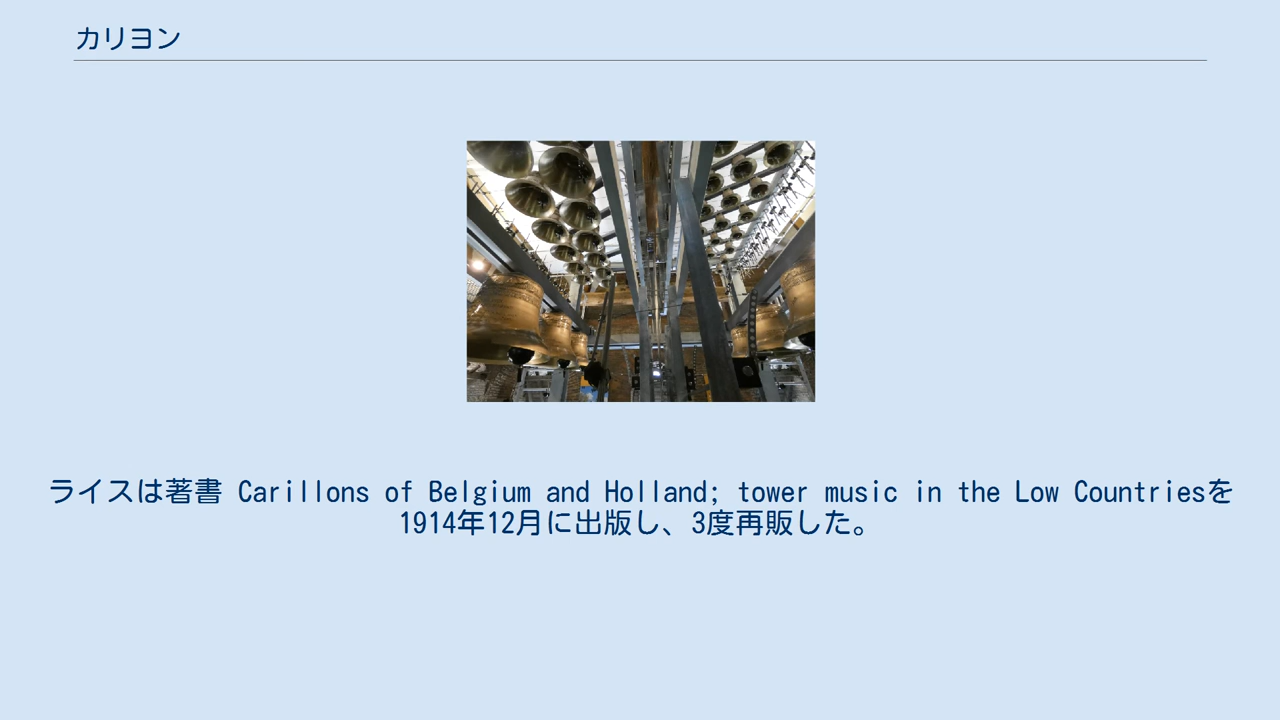 カリヨン
ライスは著書 Carillons of Belgium and Holland; tower music in the Low Countriesを
1914年12月に出版し、3度再販した。